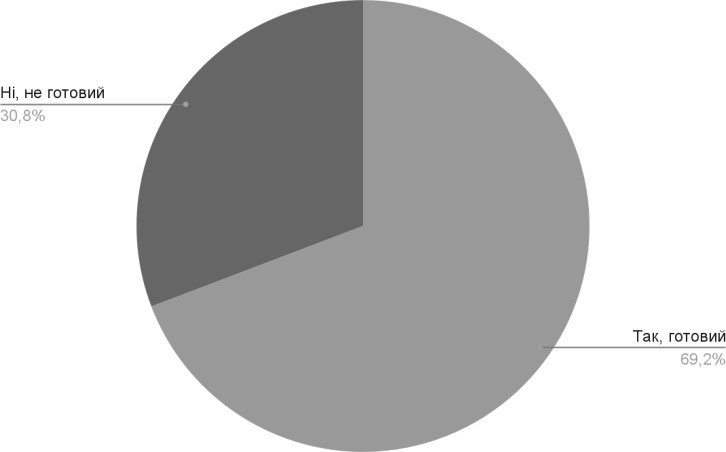 Ні, не готовий
30,8%
Так, готовий
69,2%